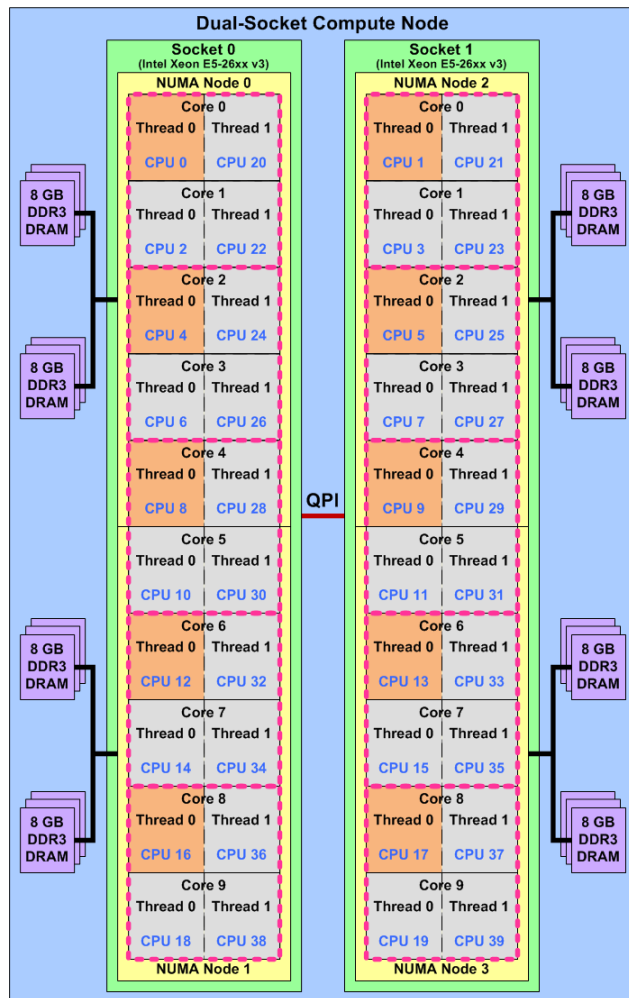 Dual-Socket Compute Node
Socket 0
(Intel Xeon E5-26xx v3)
NUMA Node 0
Core 0
Thread 0 Thread 1
CPU 0 CPU 20
Core 1
Thread 0 Thread 1
CPU 2 CPU 22
Core 2
Thread 0 Thread 1
CPU 4 CPU 24
Core 3
Thread 0 Thread 1
CPU 6 CPU 26
Core 4
Thread 0 Thread 1
CPU 8 CPU 28
Core 5
Thread 0 Thread 1
CPU 10 CPU 30
Core 6
Thread 0 Thread 1
CPU 12 CPU 32
Core 7
Thread 0 Thread 1
CPU 14 CPU 34
Core 8
Thread 0 Thread 1
CPU 16 CPU 36
Core 9
Thread 0 Thread 1
CPU 18 CPU 38
NUMA Node 1
8 GB
DDR3
DRAM
8 GB
DDR3
DRAM
8 GB
DDR3
DRAM
8 GB
DDR3
DRAM
QPI
Socket 1
(Intel Xeon E5-26xx v3)
NUMA Node 2
Core 0
Thread 0 Thread 1
CPU 1 CPU 21
Core 1
Thread 0 Thread 1
CPU 3 CPU 23
Core 2
Thread 0 Thread 1
CPU 5 CPU 25
Core 3
Thread 0 Thread 1
CPU 7 CPU 27
Core 4
Thread 0 Thread 1
CPU 9 CPU 29
Core 5
Thread 0 Thread 1
CPU 11 CPU 31
Core 6
Thread 0 Thread 1
CPU 13 CPU 33
Core 7
Thread 0 Thread 1
CPU 15 CPU 35
Core 8
Thread 0 Thread 1
CPU 17 CPU 37
Core 9
Thread 0 Thread 1
CPU 19 CPU 39
NUMA Node 3
8 GB
DDR3
DRAM
8 GB
DDR3
DRAM
8 GB
DDR3
DRAM
8 GB
DDR3
DRAM